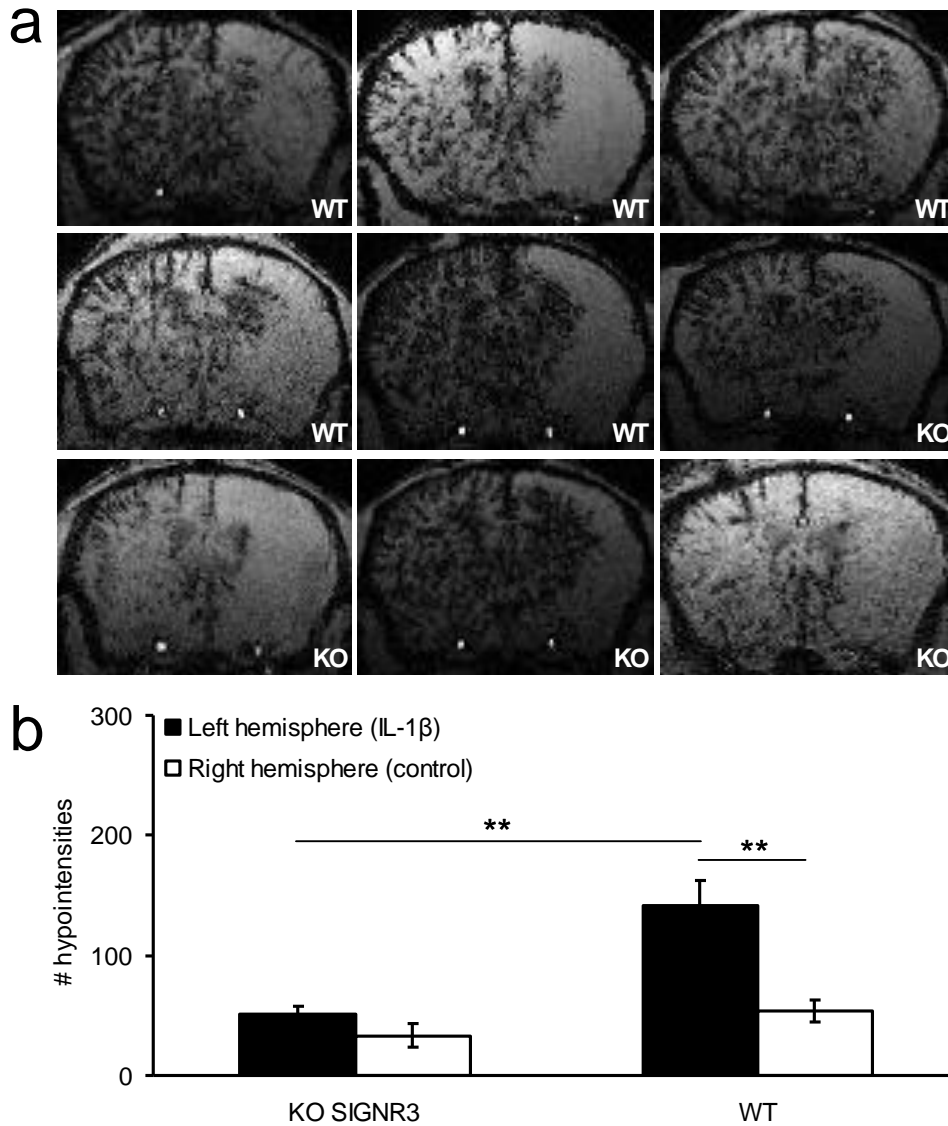 a
WT
WT
WT
WT
WT
KO
KO
KO
KO
b
300
200
100
0
# hypointensities
Left hemisphere (IL-1β)
Right hemisphere (control)
**
**
KO SIGNR3
WT